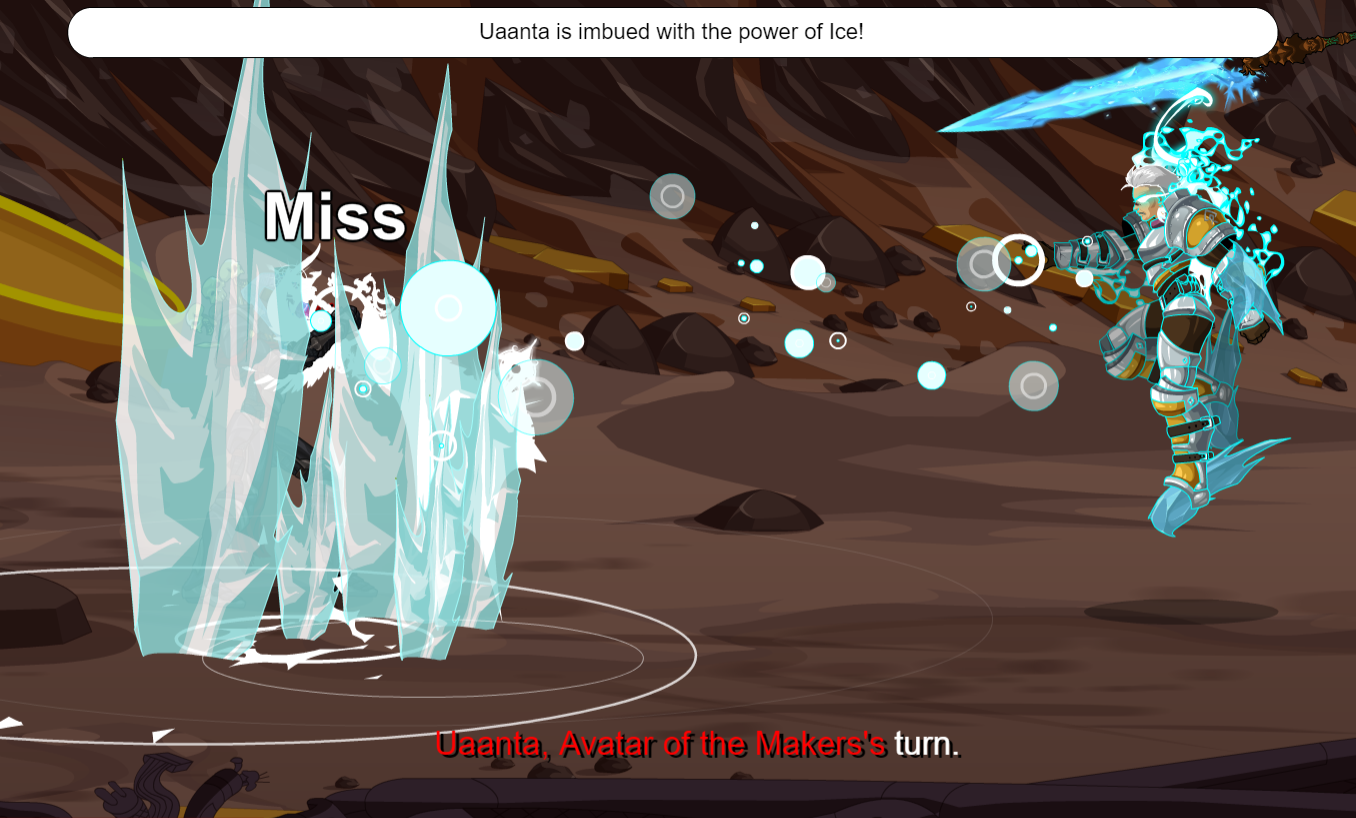 Uaanta is imbued with the power of Ice!
Miss
Uaanta, Avatar of the Makers's turn.